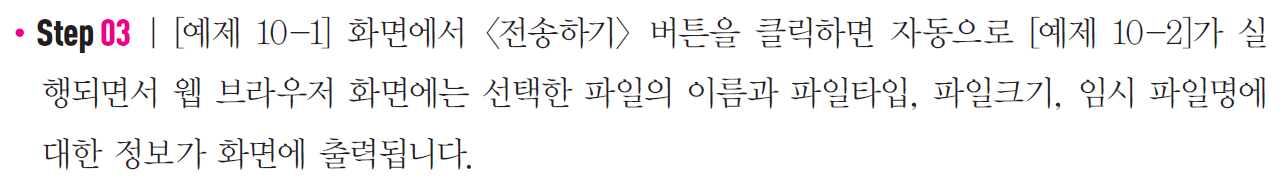 • Step 03 | [예제 10-1] 화면에서 〈전송하기〉 버튼을 클릭하면 자동으로 [예제 10-2]가 실
행되면서 웹 브라우저 화면에는 선택한 파일의 이름과 파일타입, 파일크기, 임시 파일명에
대한 정보가 화면에 출력됩니다.